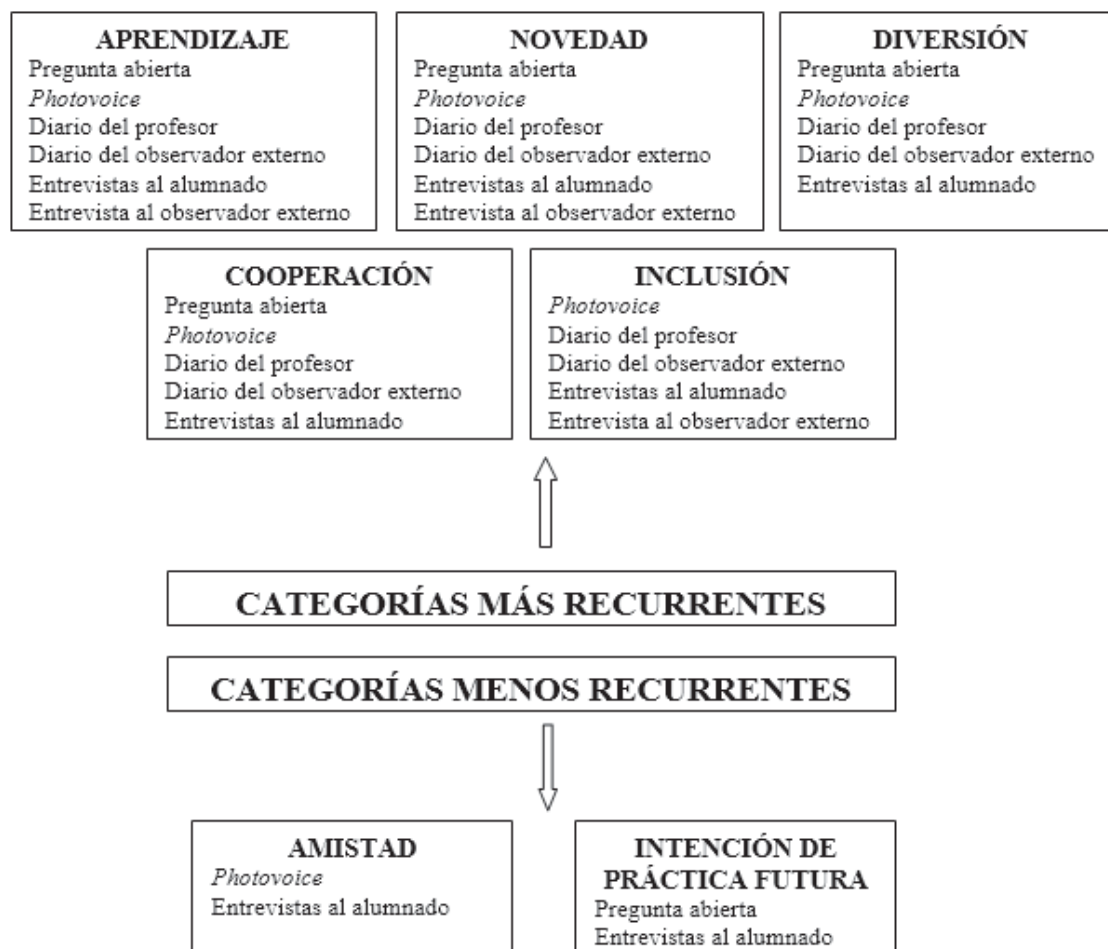 APRENDIZAJE
Pregunta abierta
Photovoice
Diario del profesor
Diario del observador externo
Entrevistas al alumnado
Entrevista al observador externo
NOVEDAD
Pregunta abierta
Photovoice
Diario del profesor
Diario del observador externo
Entrevistas al alumnado
Entrevista al observador externo
DIVERSIÓN
Pregunta abierta
Photovoice
Diario del profesor
Diario del observador externo
Entrevistas al alumnado
COOPERACIÓN
Pregunta abierta
Photovoice
Diario del profesor
Diario del observador externo
Entrevistas al alumnado
INCLUSIÓN
Photovoice
Diario del profesor
Diario del observador externo
Entrevistas al alumnado
Entrevista al observador externo
CATEGORÍAS MÁS RECURRENTES
CATEGORÍAS MENOS RECURRENTES
AMISTAD
Photovoice
Entrevistas al alumnado
INTENCIÓN DE
PRÁCTICA FUTURA
Pregunta abierta
Entrevistas al alumnado